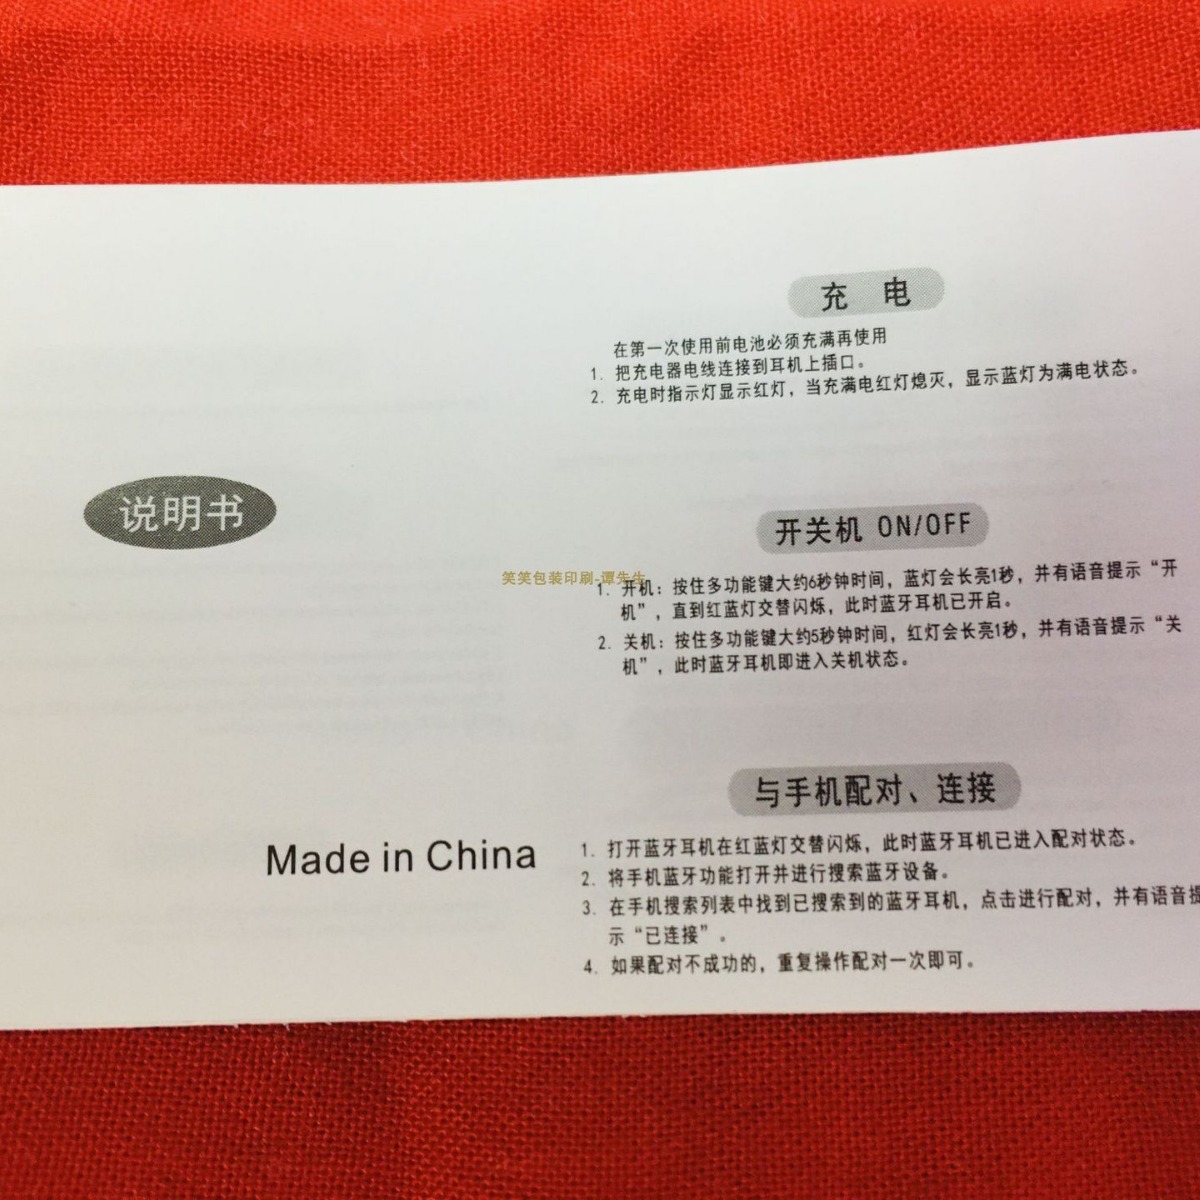 充 电
在第一次使用前电池必须充满再使用
1. 把充电器电线连接到耳机上插口。
2. 充电时指示灯显示红灯，当充满电红灯熄灭，显示蓝灯为满电状态。
说明书
开关机 ON/OFF
笑笑包装印刷-谭先生
1. 开机：按住多功能键大约6秒钟时间，蓝灯会长亮1秒，并有语音提示“开
机”，直到红蓝灯交替闪烁，此时蓝牙耳机已开启。
2. 关机：按住多功能键大约5秒钟时间，红灯会长亮1秒，并有语音提示“关
机”，此时蓝牙耳机即进入关机状态。
与手机配对、连接
Made in China
1. 打开蓝牙耳机在红蓝灯交替闪烁，此时蓝牙耳机已进入配对状态。
2. 将手机蓝牙功能打开并进行搜索蓝牙设备。
3. 在手机搜索列表中找到已搜索到的蓝牙耳机，点击进行配对，并有语音提
示“已连接”。
4. 如果配对不成功的，重复操作配对一次即可。